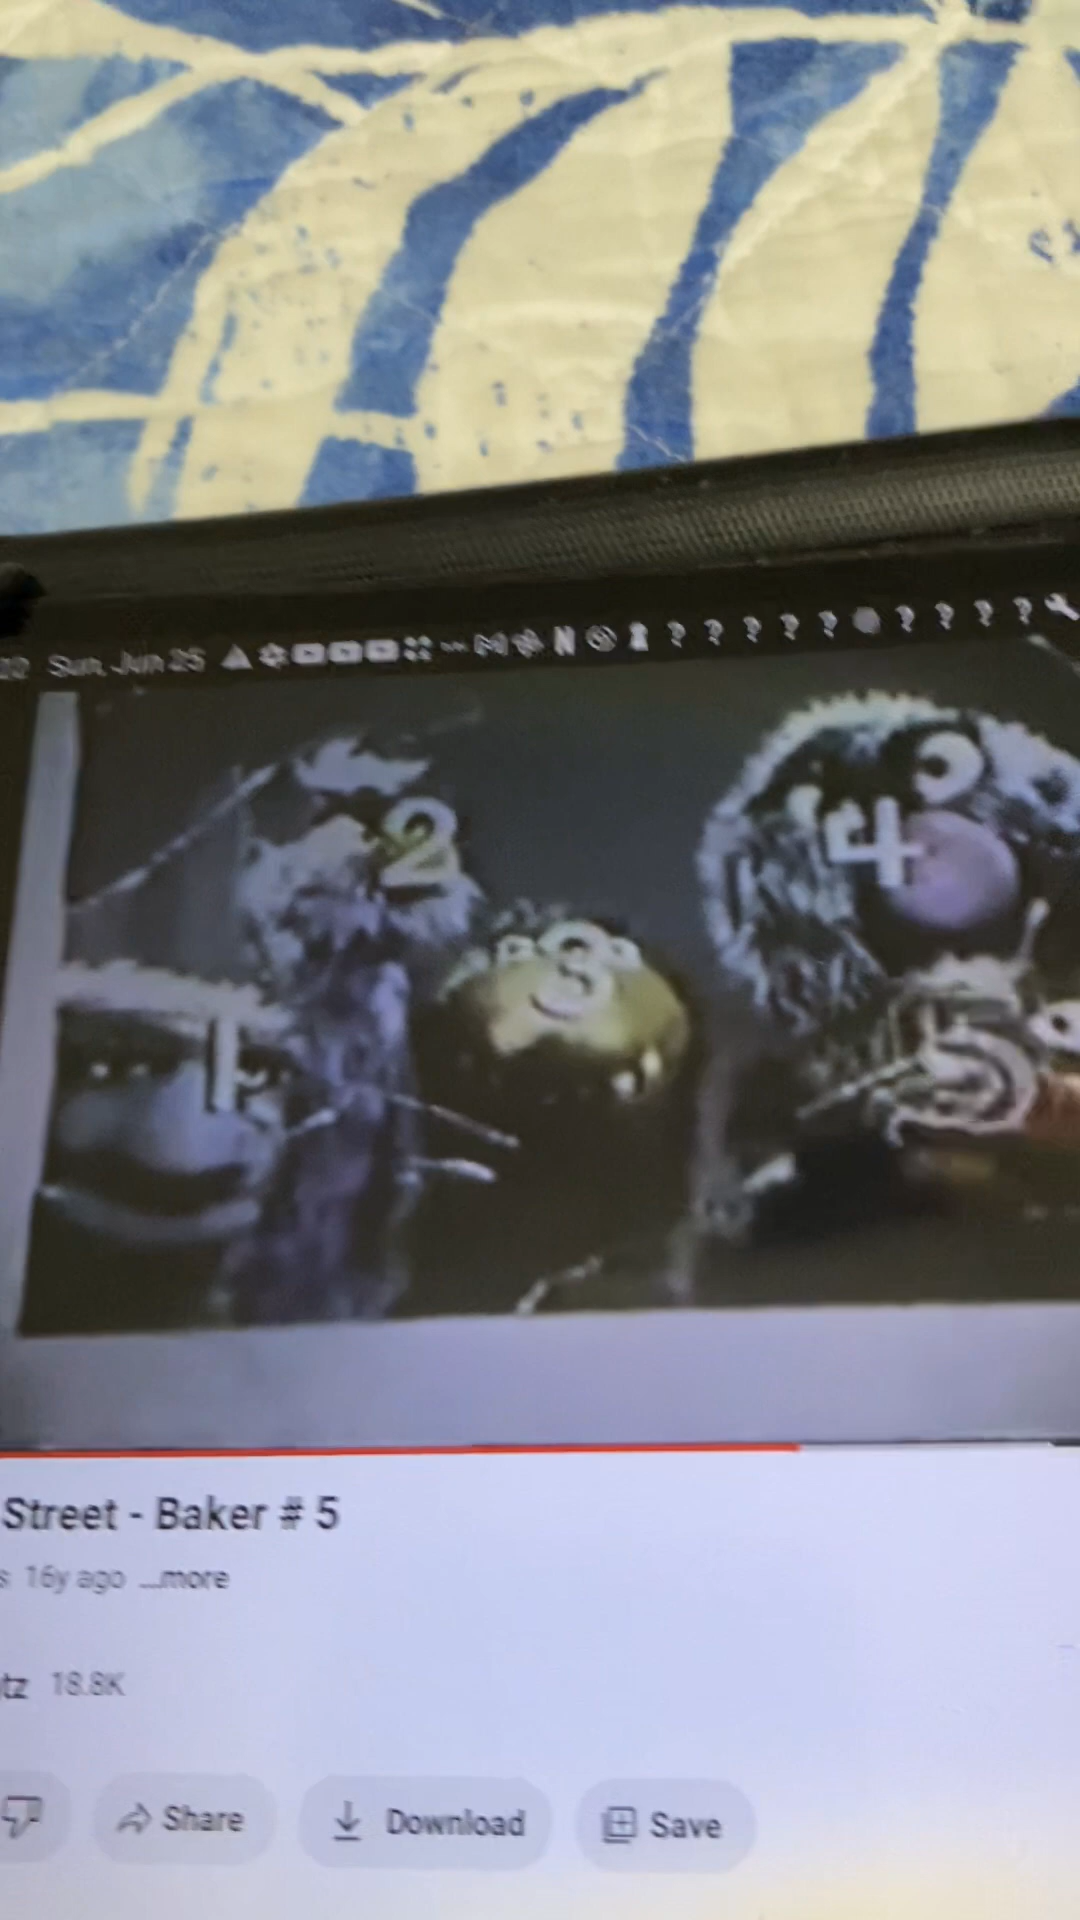 Sun, Jun 25
2
4
3
1
5
Street - Baker # 5
s 16y ago ...more
tz 18.8K
Share
Download
Save